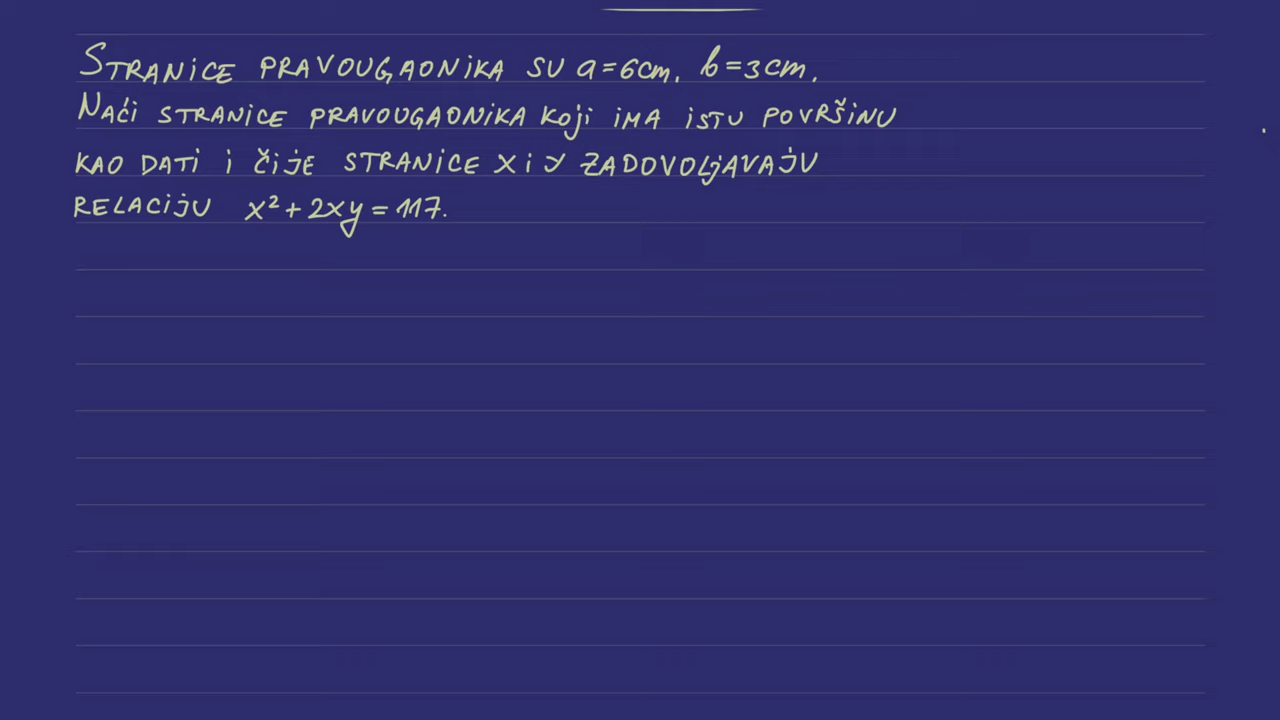 STRANICE PRAVOUGAONIKA SU a=6cm, b=3cm.
NAĆI STRANICE PRAVOUGAONIKA KOJI IMA ISTU POVRŠINU
KAO DATI I ČIJE STRANICE X I Y ZADOVOLJAVAJU
RELACIJU x²+2xy=117.